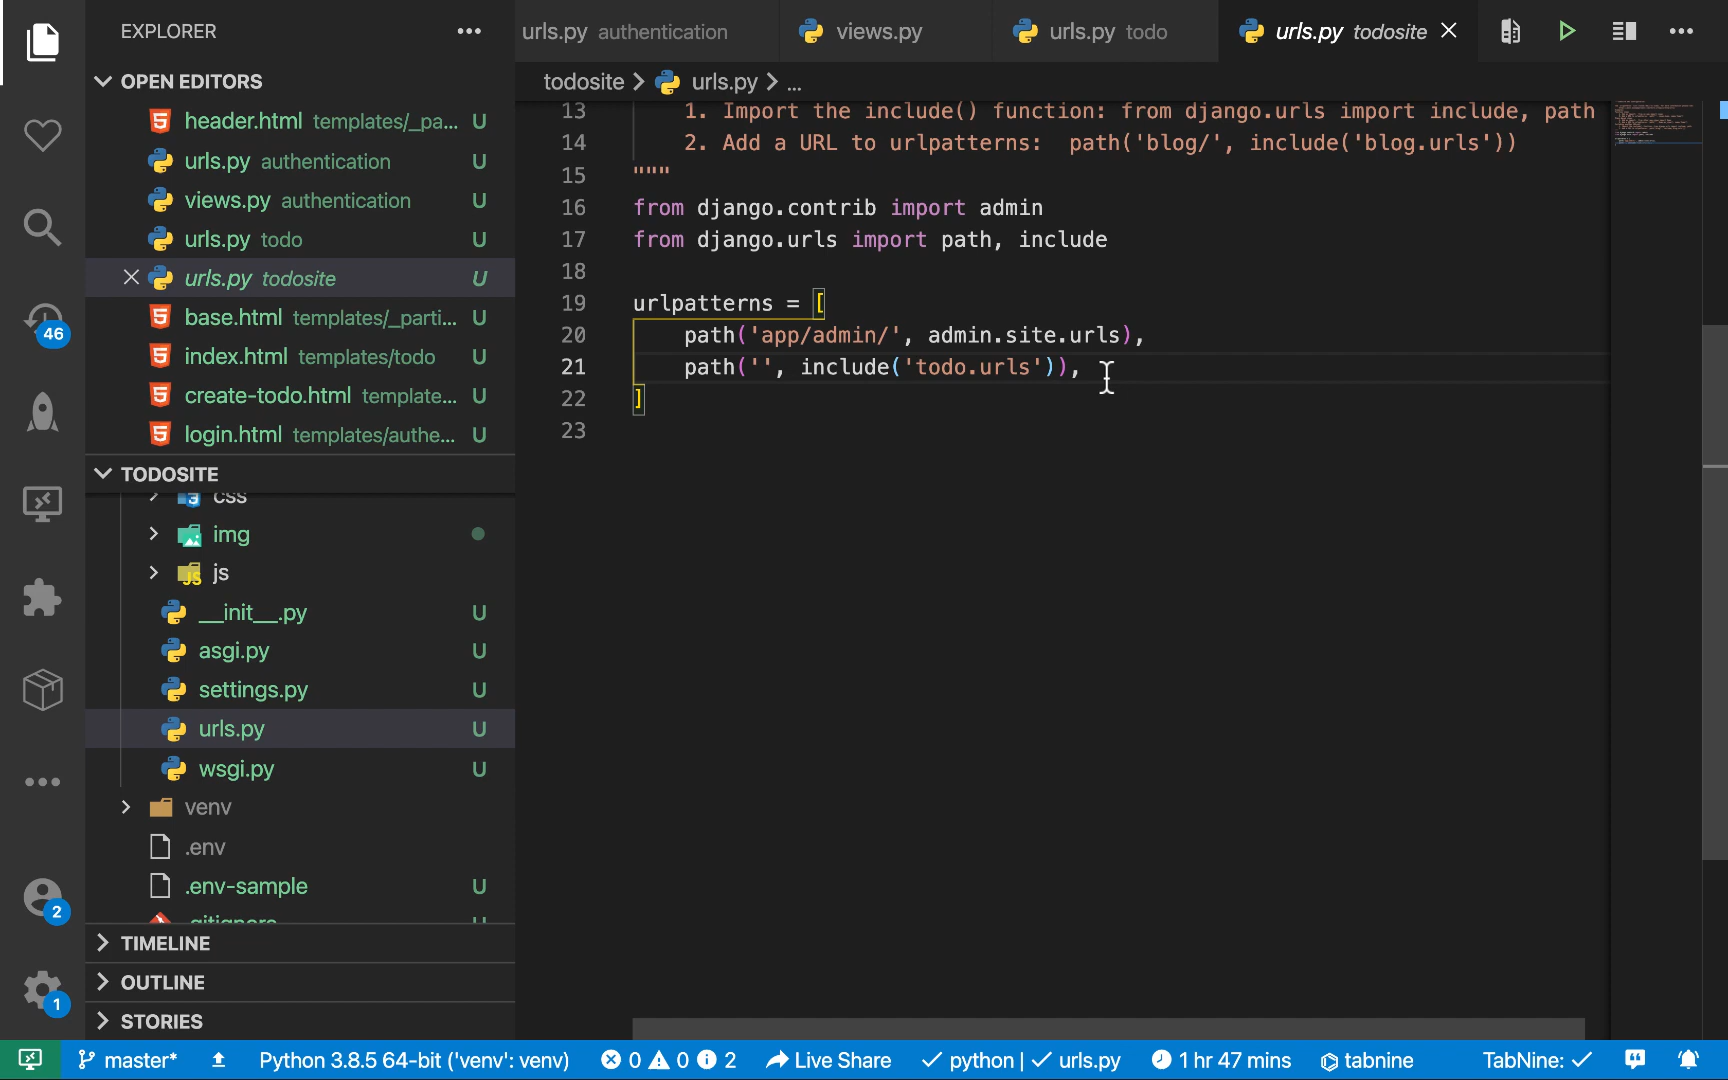 EXPLORER
OPEN EDITORS
header.html templates/_pa... U
urls.py authentication U
views.py authentication U
urls.py todo U
urls.py todosite U
base.html templates/_parti... U
index.html templates/todo U
create-todo.html template... U
login.html templates/authe... U
TODOSITE
css
img
js
__init__.py U
asgi.py U
settings.py U
urls.py U
wsgi.py U
venv
.env
.env-sample U
.gitignore U
TIMELINE
OUTLINE
STORIES
46
2
1
urls.py authentication
views.py
urls.py todo
urls.py todosite
todosite > urls.py > ...
13 1. Import the include() function: from django.urls import include, path
14 2. Add a URL to urlpatterns: path('blog/', include('blog.urls'))
15 """
16 from django.contrib import admin
17 from django.urls import path, include
18
19 urlpatterns = [
20 path('app/admin/', admin.site.urls),
21 path('', include('todo.urls')),
22 ]
23
master* Python 3.8.5 64-bit ('venv': venv) 0 0 2 Live Share python | urls.py 1 hr 47 mins tabnine TabNine: